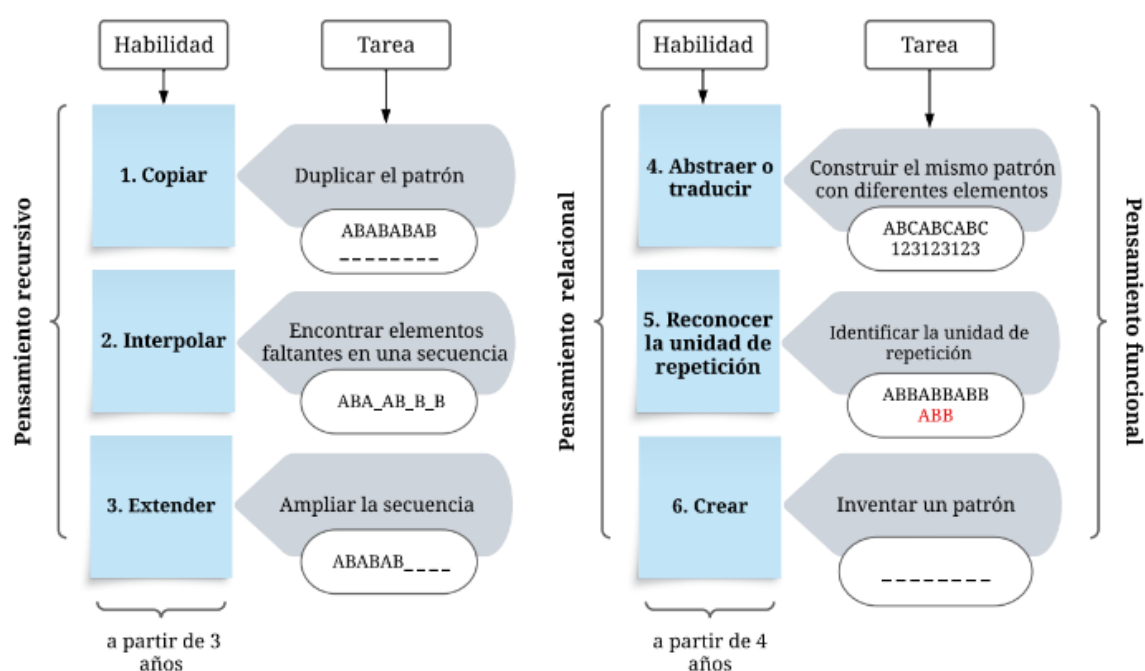 Habilidad
Tarea
Pensamiento recursivo
1. Copiar
Duplicar el patrón
ABABABAB
_ _ _ _ _ _ _ _
2. Interpolar
Encontrar elementos
faltantes en una secuencia
ABA_AB_B_B
3. Extender
Ampliar la secuencia
ABABAB_ _ _ _
a partir de 3
años
Habilidad
Tarea
Pensamiento relacional
4. Abstraer o
traducir
Construir el mismo patrón
con diferentes elementos
ABCABCABC
123123123
5. Reconocer
la unidad de
repetición
Identificar la unidad de
repetición
ABBABBABB
ABB
6. Crear
Inventar un patrón
_ _ _ _ _ _ _ _
a partir de 4
años
Pensamiento funcional